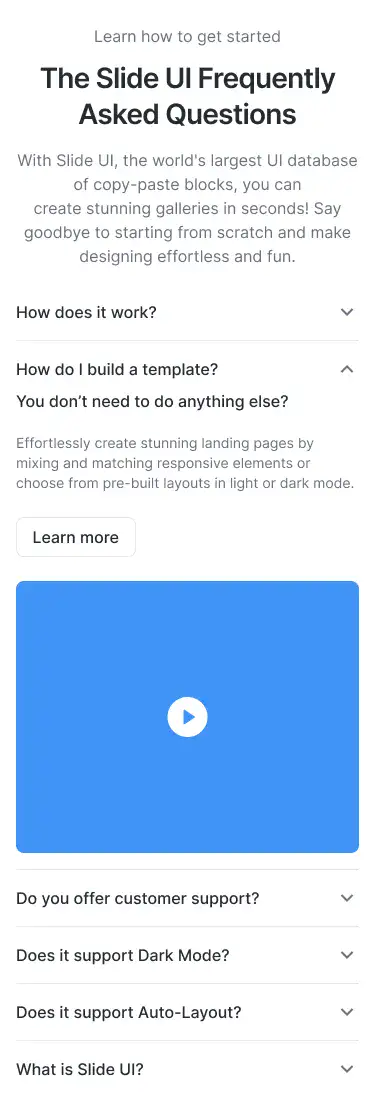 Learn how to get started
The Slide UI Frequently
Asked Questions
With Slide UI, the world's largest UI database
of copy-paste blocks, you can
create stunning galleries in seconds! Say
goodbye to starting from scratch and make
designing effortless and fun.
How does it work?
How do I build a template?
You don’t need to do anything else?
Effortlessly create stunning landing pages by
mixing and matching responsive elements or
choose from pre-built layouts in light or dark mode.
Learn more
Do you offer customer support?
Does it support Dark Mode?
Does it support Auto-Layout?
What is Slide UI?